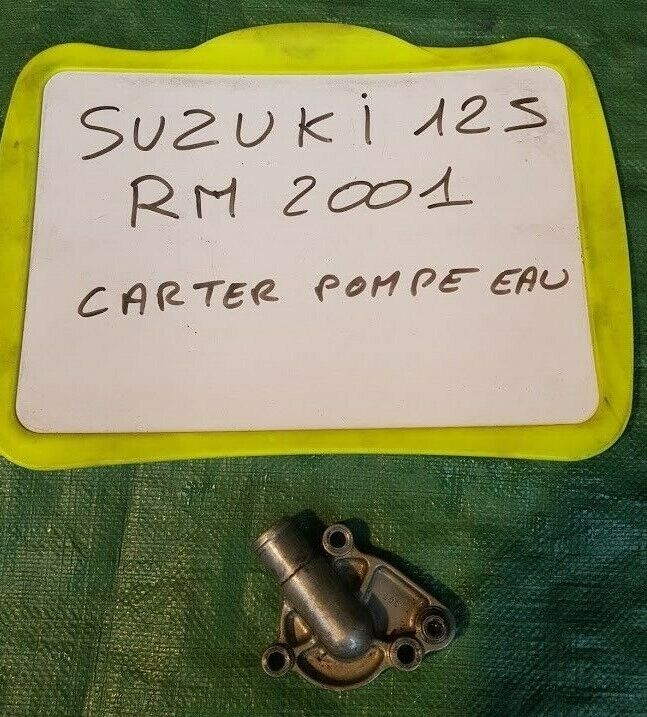 SUZUKI 125
RM 2001
CARTER POMPE EAU